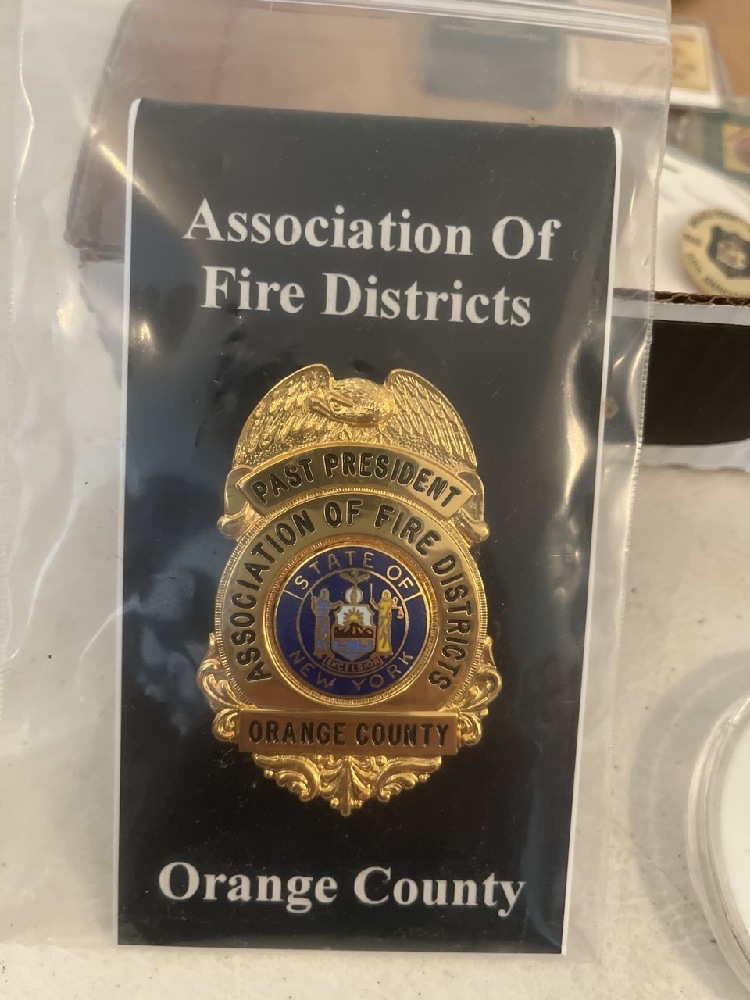 Association Of
Fire Districts
PAST PRESIDENT
ASSOCIATION OF FIRE DISTRICTS
STATE OF
NEW YORK
ORANGE COUNTY
Orange County